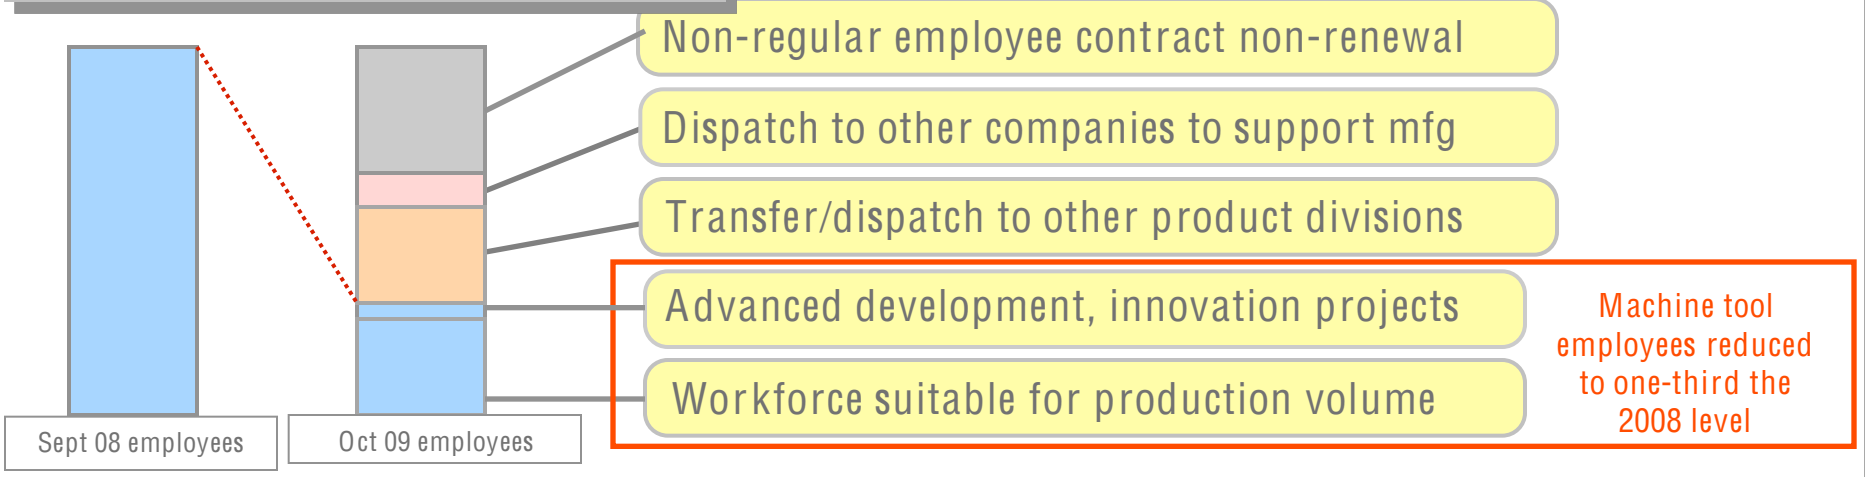 Non-regular employee contract non-renewal
Dispatch to other companies to support mfg
Transfer/dispatch to other product divisions
Advanced development, innovation projects
Workforce suitable for production volume
Machine tool
employees reduced
to one-third the
2008 level
Sept 08 employees
Oct 09 employees